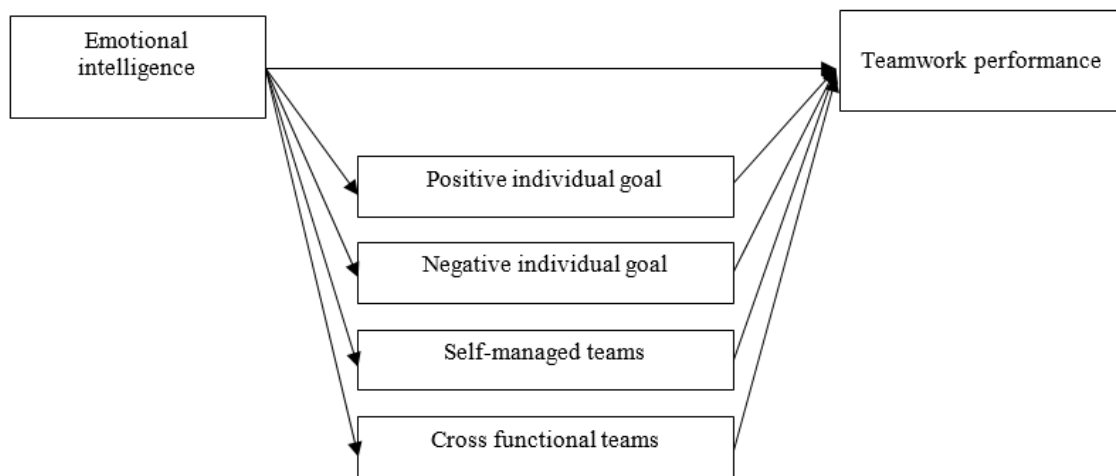 Emotional
intelligence
Teamwork performance
Positive individual goal
Negative individual goal
Self-managed teams
Cross functional teams